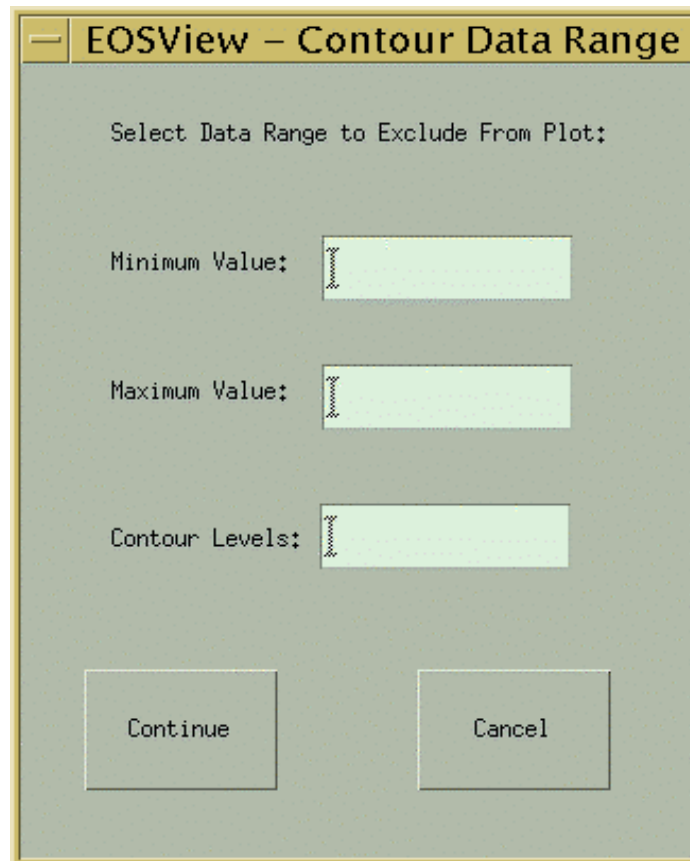 EOSView – Contour Data Range
Select Data Range to Exclude From Plot:
Minimum Value:
Maximum Value:
Contour Levels:
Continue Cancel